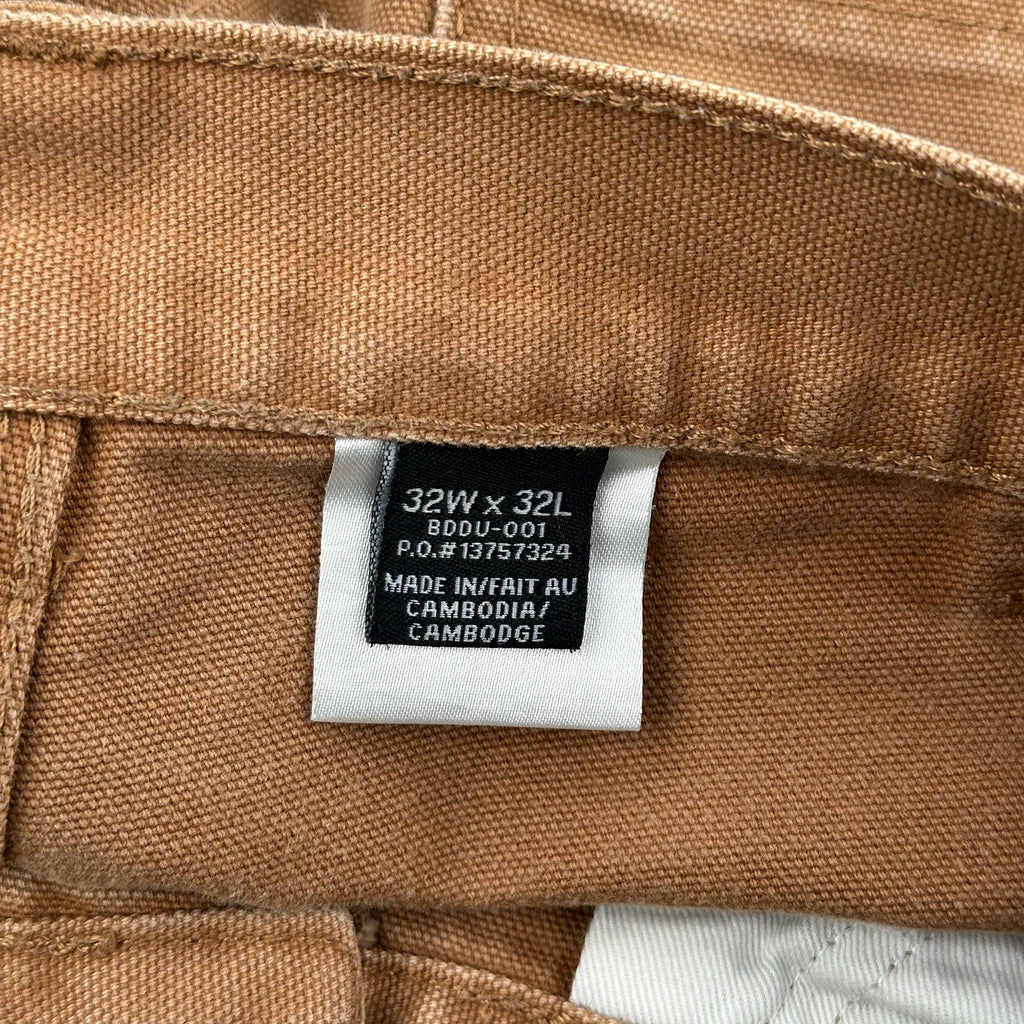 32W x 32L
BDDU-001
P.O.#13757324
MADE IN/FAIT AU
CAMBODIA/
CAMBODGE